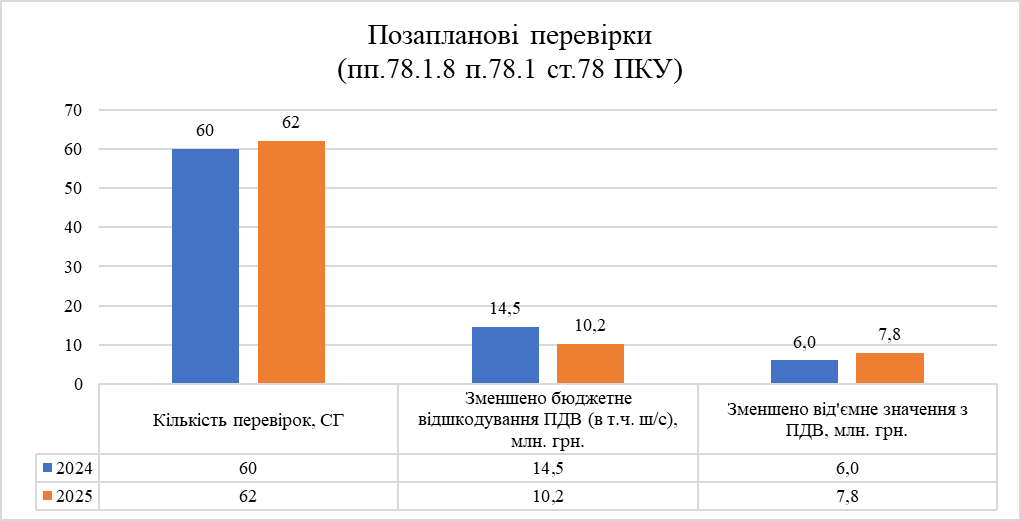 Позапланові перевірки
(пп.78.1.8 п.78.1 ст.78 ПКУ)
70
60
50
40
30
20
10
0
60
62
14,5
10,2
6,0
7,8
Кількість перевірок, СГ
Зменшено бюджетне
відшкодування ПДВ (в т.ч. ш/с),
млн. грн.
Зменшено від'ємне значення з
ПДВ, млн. грн.
2024 60 14,5 6,0
2025 62 10,2 7,8